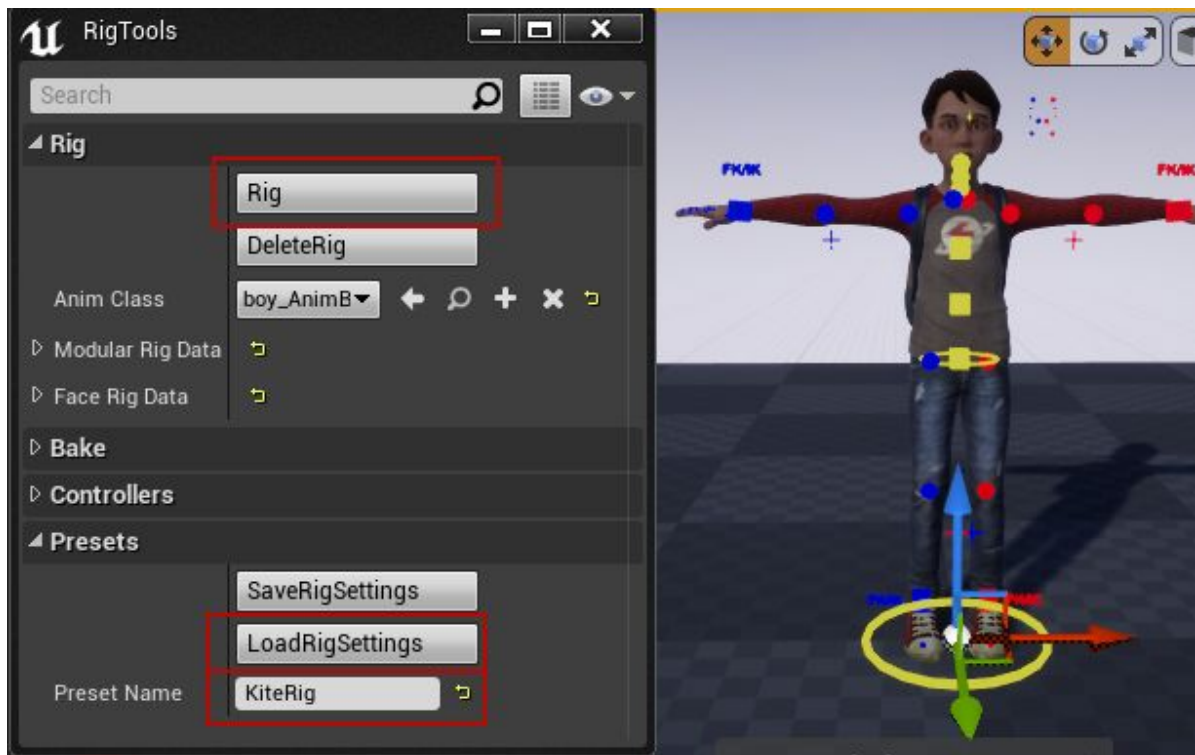 RigTools
Search
Rig
Rig
DeleteRig
Anim Class
boy_AnimB
Modular Rig Data
Face Rig Data
Bake
Controllers
Presets
SaveRigSettings
LoadRigSettings
Preset Name
KiteRig
FK/IK
FK/IK